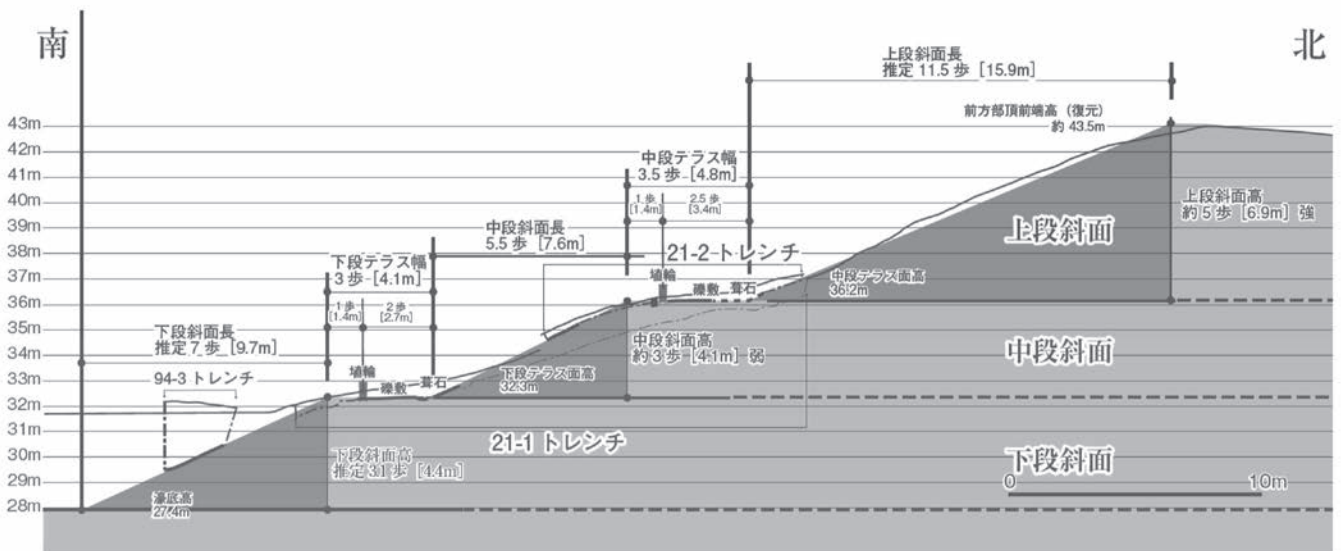 南
北
上段斜面長
推定 11.5 歩［15.9m］
前方部頂前端高（復元）
約 43.5m
43m
42m
41m
40m
39m
38m
37m
36m
35m
34m
33m
32m
31m
30m
29m
28m
中段テラス幅
3.5 歩［4.8m］
1 歩
［1.4m］
2.5 歩
［3.4m］
上段斜面高
約 5 歩［6.9m］強
上段斜面
中段斜面長
5.5 歩［7.6m］
21-2 トレンチ
埴輪
礫敷
葺石
中段テラス面高
36.2m
下段テラス幅
3 歩［4.1m］
1 歩
［1.4m］
2 歩
［2.7m］
中段斜面高
約 3 歩［4.1m］弱
中段斜面
下段斜面長
推定 7 歩［9.7m］
94-3 トレンチ
埴輪
礫敷
葺石
下段テラス面高
32.3m
21-1 トレンチ
下段斜面高
推定 3.1 歩［4.4m］
下段斜面
0
10m
濠底高
27.4m